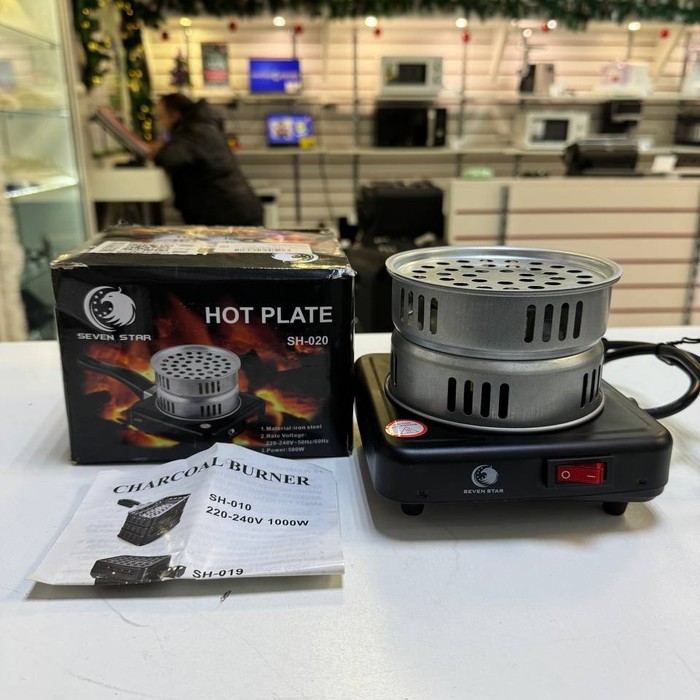 SEVEN STAR
HOT PLATE
SH-020
1. Material: iron steel
2. Rate Voltage:
220-240V~50Hz/60Hz
3. Power: 500W
CHARCOAL BURNER
SH-010
220-240V 1000W
SH-019
SEVEN STAR